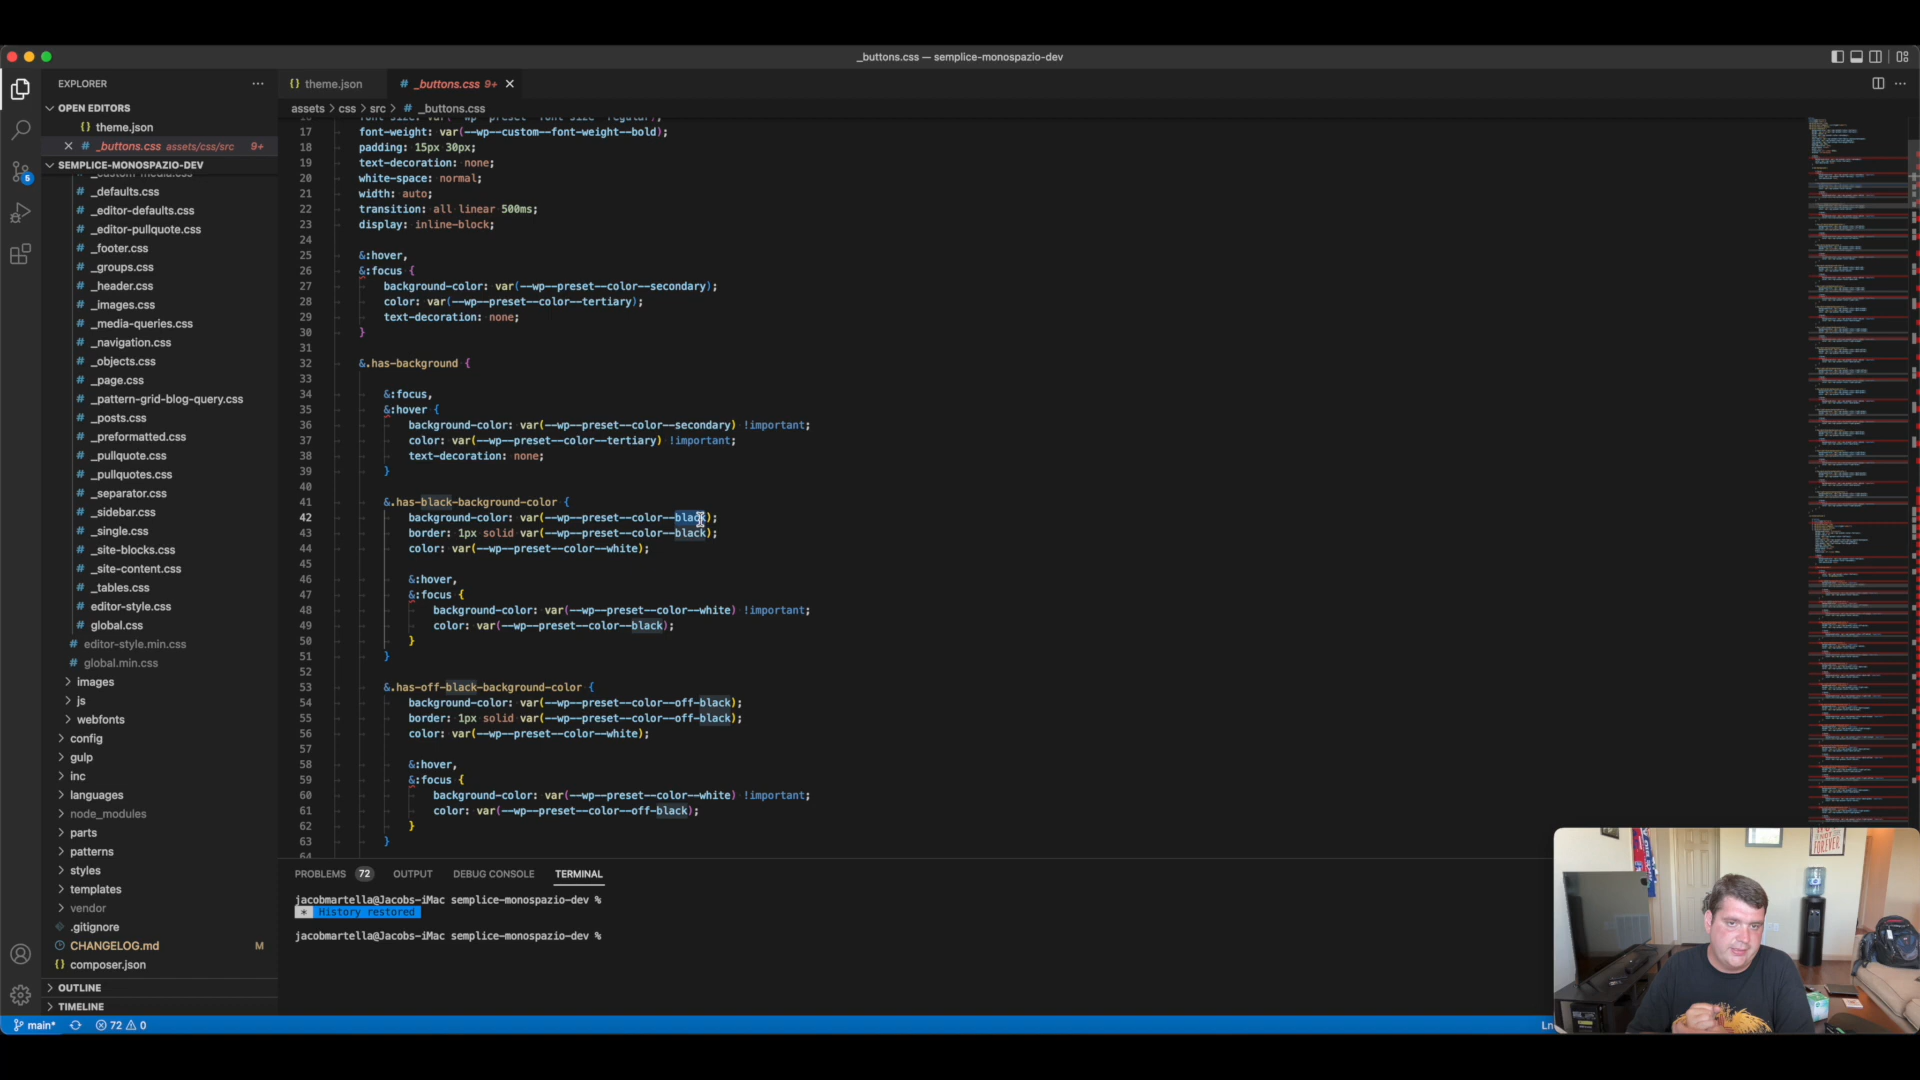 _buttons.css — semplice-monospazio-dev
EXPLORER
OPEN EDITORS
theme.json
_buttons.css assets/css/src 9+
SEMPLICE-MONOSPAZIO-DEV
_custom-media.css
_defaults.css
_editor-defaults.css
_editor-pullquote.css
_footer.css
_groups.css
_header.css
_images.css
_media-queries.css
_navigation.css
_objects.css
_page.css
_pattern-grid-blog-query.css
_posts.css
_preformatted.css
_pullquote.css
_pullquotes.css
_separator.css
_sidebar.css
_single.css
_site-blocks.css
_site-content.css
_tables.css
editor-style.css
global.css
editor-style.min.css
global.min.css
images
js
webfonts
config
gulp
inc
languages
node_modules
parts
patterns
styles
templates
vendor
.gitignore
CHANGELOG.md M
composer.json
OUTLINE
TIMELINE
5
theme.json
_buttons.css 9+
assets > css > src > # _buttons.css
16 font-size: var(--wp--preset--font-size--regular);
17 font-weight: var(--wp--custom--font-weight--bold);
18 padding: 15px 30px;
19 text-decoration: none;
20 white-space: normal;
21 width: auto;
22 transition: all linear 500ms;
23 display: inline-block;
24
25 &:hover,
26 &:focus {
27 background-color: var(--wp--preset--color--secondary);
28 color: var(--wp--preset--color--tertiary);
29 text-decoration: none;
30 }
31
32 &.has-background {
33
34 &:focus,
35 &:hover {
36 background-color: var(--wp--preset--color--secondary) !important;
37 color: var(--wp--preset--color--tertiary) !important;
38 text-decoration: none;
39 }
40
41 &.has-black-background-color {
42 background-color: var(--wp--preset--color--black);
43 border: 1px solid var(--wp--preset--color--black);
44 color: var(--wp--preset--color--white);
45
46 &:hover,
47 &:focus {
48 background-color: var(--wp--preset--color--white) !important;
49 color: var(--wp--preset--color--black);
50 }
51 }
52
53 &.has-off-black-background-color {
54 background-color: var(--wp--preset--color--off-black);
55 border: 1px solid var(--wp--preset--color--off-black);
56 color: var(--wp--preset--color--white);
57
58 &:hover,
59 &:focus {
60 background-color: var(--wp--preset--color--white) !important;
61 color: var(--wp--preset--color--off-black);
62 }
63 }
64
PROBLEMS 72 OUTPUT DEBUG CONSOLE TERMINAL
jacobmartella@Jacobs-iMac semplice-monospazio-dev %
* History restored
jacobmartella@Jacobs-iMac semplice-monospazio-dev %
FOREVER
main* 72 0
Ln